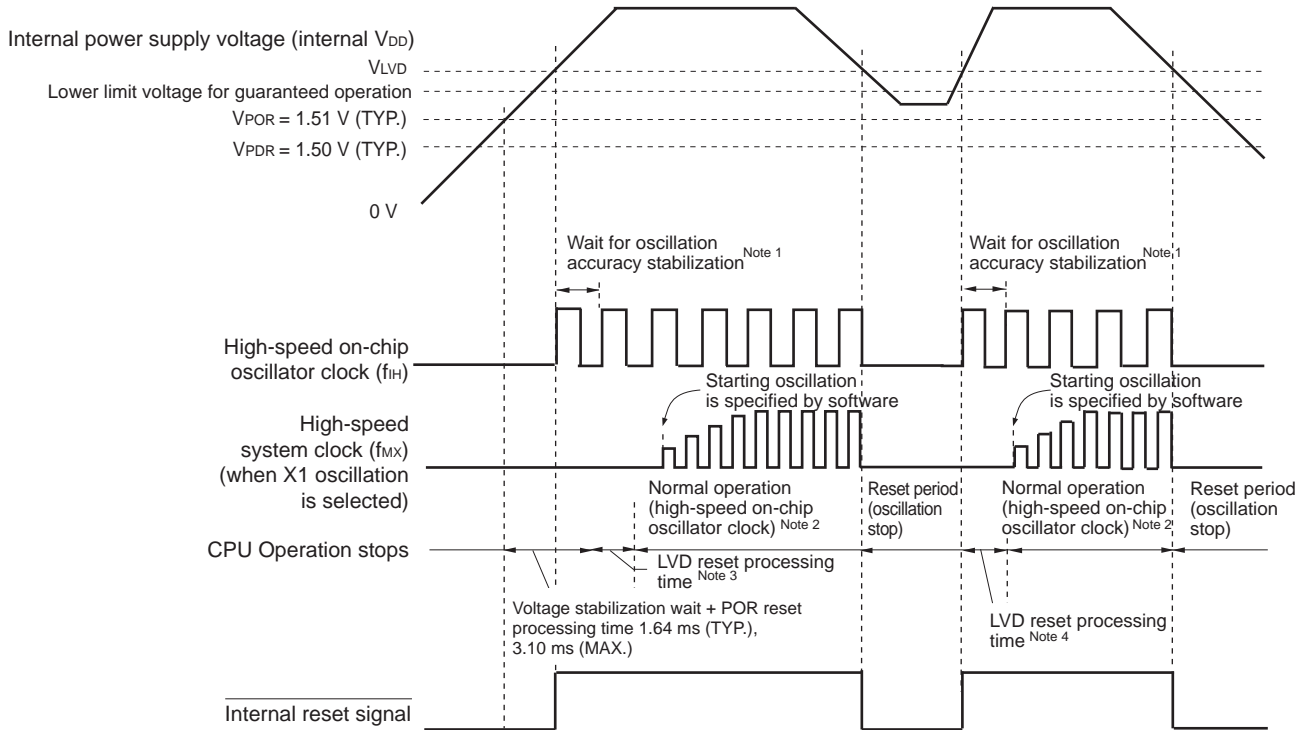 Internal power supply voltage (internal VDD)
VLVD
Lower limit voltage for guaranteed operation
VPOR = 1.51 V (TYP.)
VPDR = 1.50 V (TYP.)
0 V
Wait for oscillation
accuracy stabilization Note 1
Wait for oscillation
accuracy stabilization Note 1
High-speed on-chip
oscillator clock (fIH)
Starting oscillation
is specified by software
Starting oscillation
is specified by software
High-speed
system clock (fMX)
(when X1 oscillation
is selected)
Normal operation
(high-speed on-chip
oscillator clock) Note 2
Reset period
(oscillation
stop)
Normal operation
(high-speed on-chip
oscillator clock) Note 2
Reset period
(oscillation
stop)
CPU Operation stops
LVD reset processing
time Note 3
Voltage stabilization wait + POR reset
processing time 1.64 ms (TYP.),
3.10 ms (MAX.)
LVD reset processing
time Note 4
Internal reset signal